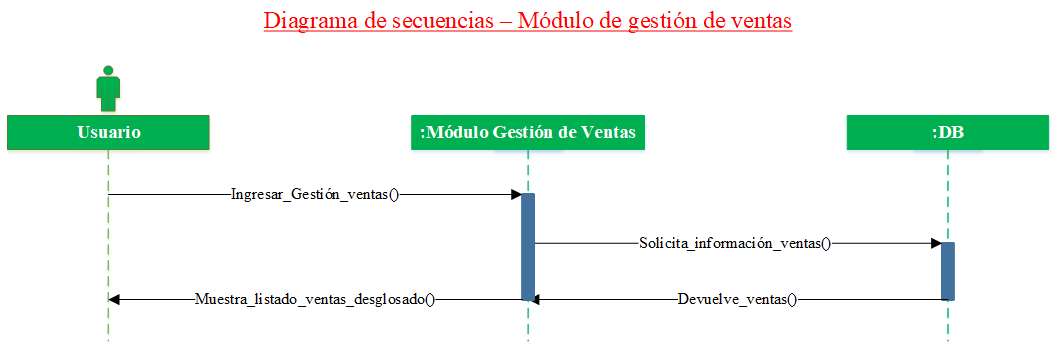 Diagrama de secuencias – Módulo de gestión de ventas
Usuario
:Módulo Gestión de Ventas
:DB
Ingresar_Gestión_ventas()
Solicita_información_ventas()
Muestra_listado_ventas_desglosado()
Devuelve_ventas()